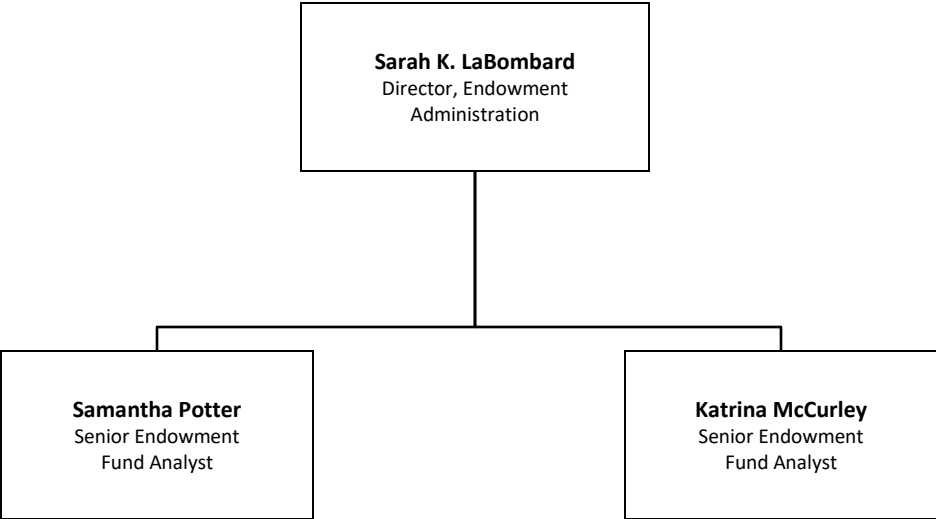 Sarah K. LaBombard
Director, Endowment
Administration
Samantha Potter
Senior Endowment
Fund Analyst
Katrina McCurley
Senior Endowment
Fund Analyst